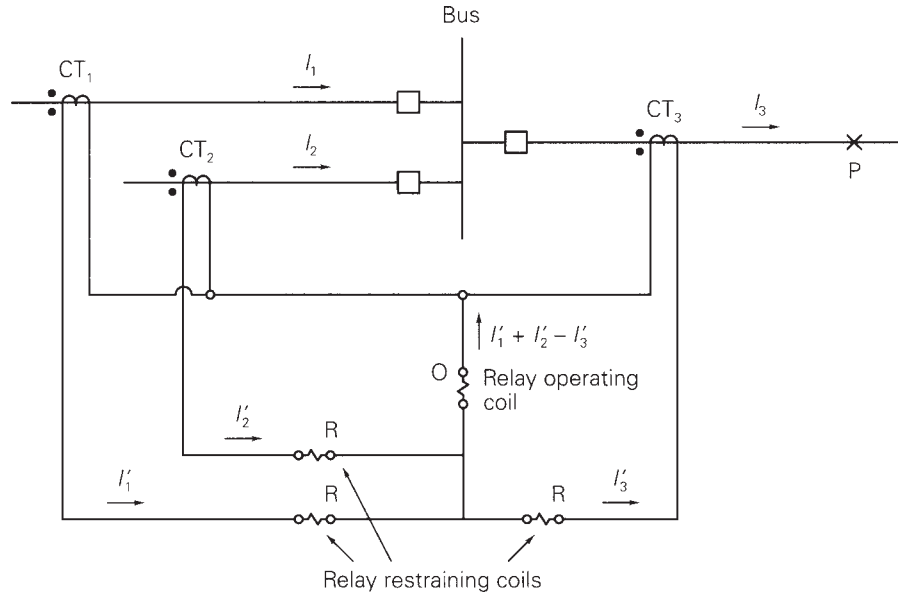 Bus
CT₁
I₁
CT₃
I₃
CT₂
I₂
P
I′₁ + I′₂ − I′₃
O
Relay operating
coil
I′₂
R
I′₁
R
R
I′₃
Relay restraining coils